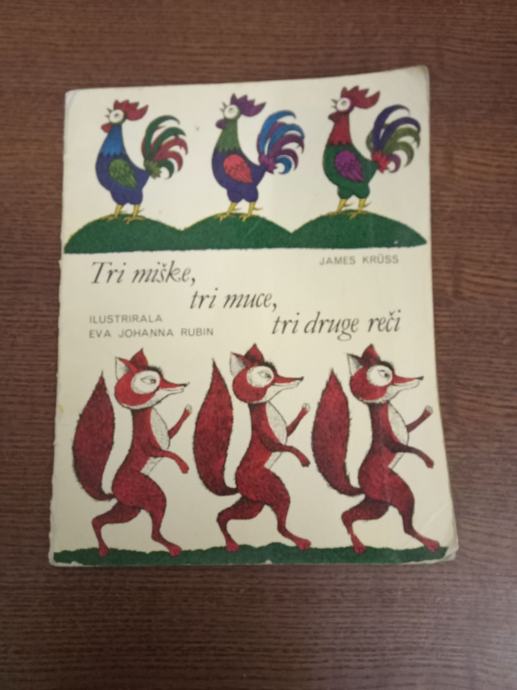 JAMES KRÜSS
Tri miške,
tri muce,
tri druge reči
ILUSTRIRALA
EVA JOHANNA RUBIN